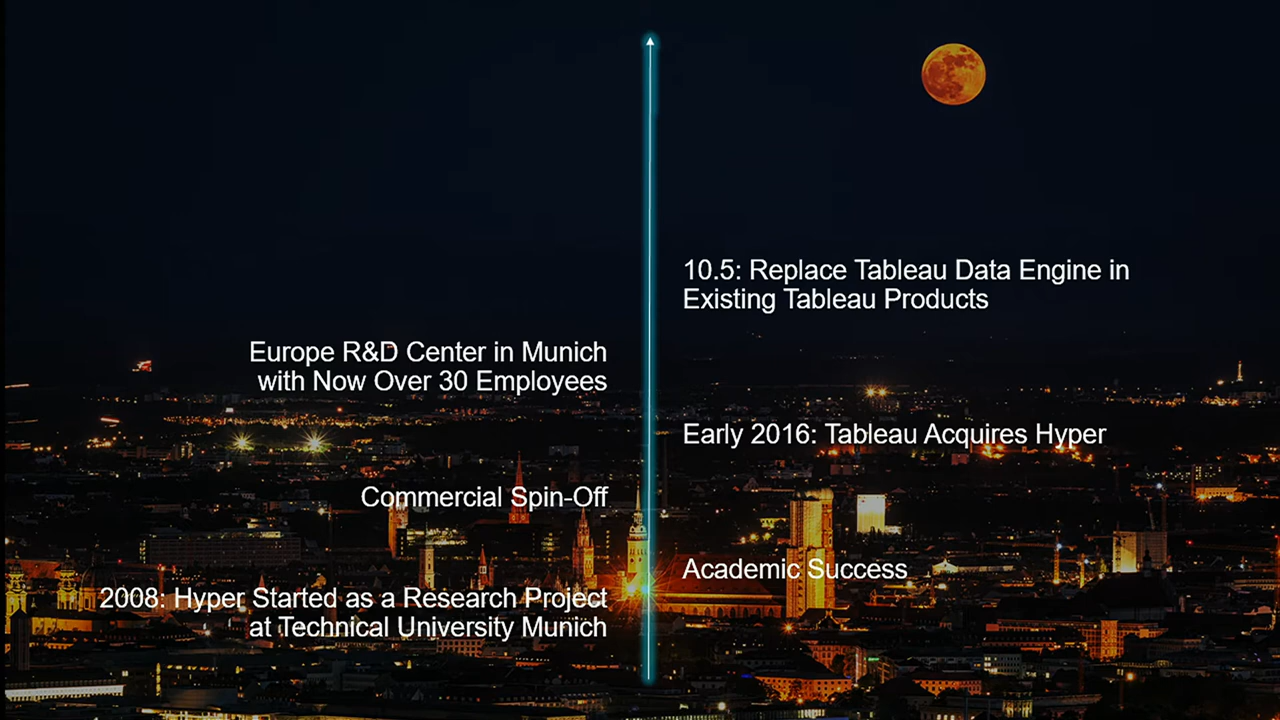 10.5: Replace Tableau Data Engine in
Existing Tableau Products
Europe R&D Center in Munich
with Now Over 30 Employees
Early 2016: Tableau Acquires Hyper
Commercial Spin-Off
Academic Success
2008: Hyper Started as a Research Project
at Technical University Munich